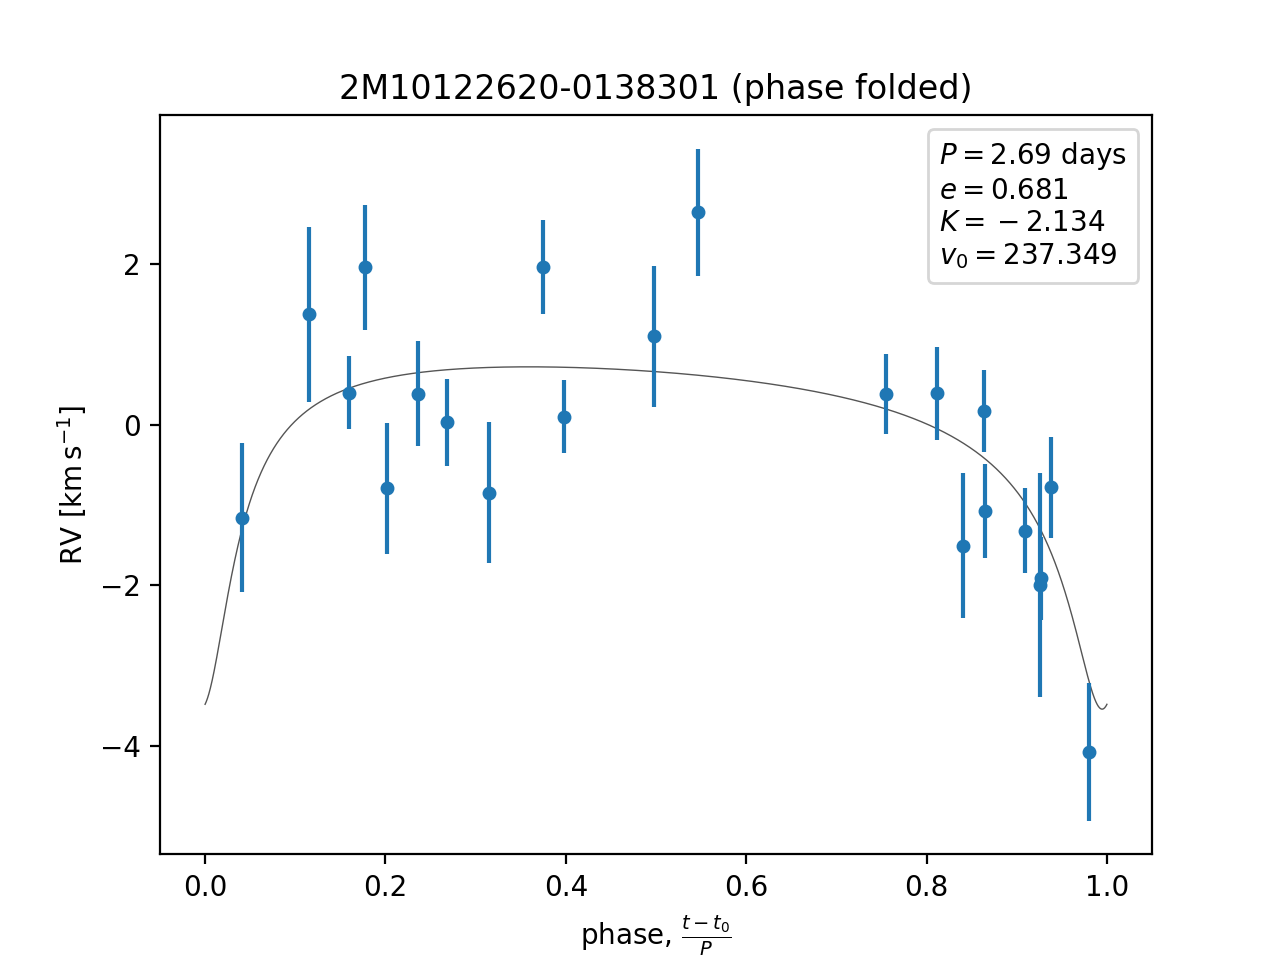 2M10122620-0138301 (phase folded)
P = 2.69 days
e = 0.681
K = −2.134
v₀ = 237.349
RV [km s⁻¹]
2
0
−2
−4
0.0 0.2 0.4 0.6 0.8 1.0
phase, (t − t₀)/P